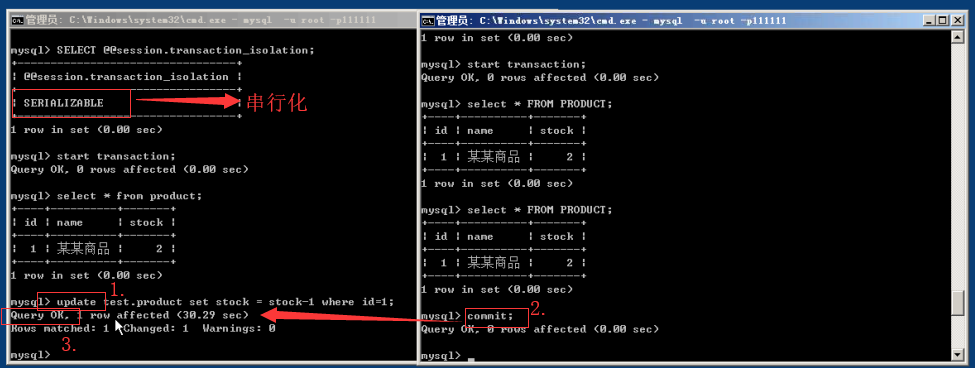 管理员: C:\Windows\system32\cmd.exe - mysql -u root -p111111
mysql> SELECT @@session.transaction_isolation;
+---------------------------------+
| @@session.transaction_isolation |
+---------------------------------+
| SERIALIZABLE |
串行化
+---------------------------------+
1 row in set (0.00 sec)
mysql> start transaction;
Query OK, 0 rows affected (0.00 sec)
mysql> select * from product;
+----+----------+-------+
| id | name | stock |
+----+----------+-------+
| 1 | 某某商品 | 2 |
+----+----------+-------+
1 row in set (0.00 sec)
1.
mysql> update test.product set stock = stock-1 where id=1;
Query OK, 1 row affected (30.29 sec)
Rows matched: 1 Changed: 1 Warnings: 0
3.
mysql>
管理员: C:\Windows\system32\cmd.exe - mysql -u root -p111111
1 row in set (0.00 sec)
mysql> start transaction;
Query OK, 0 rows affected (0.00 sec)
mysql> select * FROM PRODUCT;
+----+----------+-------+
| id | name | stock |
+----+----------+-------+
| 1 | 某某商品 | 2 |
+----+----------+-------+
1 row in set (0.00 sec)
mysql> select * FROM PRODUCT;
+----+----------+-------+
| id | name | stock |
+----+----------+-------+
| 1 | 某某商品 | 2 |
+----+----------+-------+
1 row in set (0.00 sec)
mysql> commit;
2.
Query OK, 0 rows affected (0.00 sec)
mysql> _